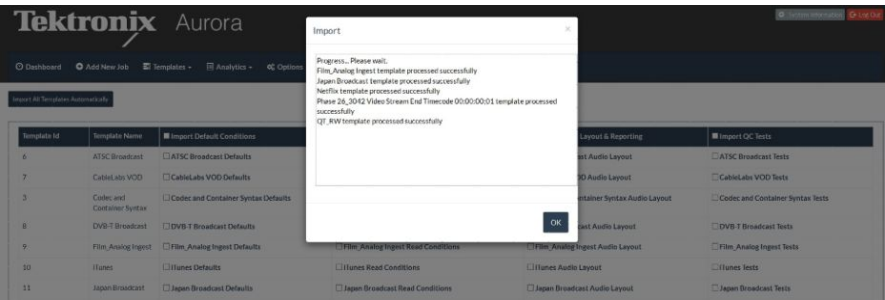 Tektronix Aurora
System Information
Log Out
Dashboard
Add New Job
Templates
Analytics
Options
Import All Templates Automatically
Import
×
Progress... Please wait.
Film_Analog Ingest template processed successfully
Japan Broadcast template processed successfully
Netflix template processed successfully
Phase 26_3042 Video Stream End Timecode 00:00:00;01 template processed
successfully
QT_RW template processed successfully
OK
Template Id Template Name Import Default Conditions Layout & Reporting Import QC Tests
6 ATSC Broadcast ATSC Broadcast Defaults ast Audio Layout ATSC Broadcast Tests
7 CableLabs VOD CableLabs VOD Defaults OD Audio Layout CableLabs VOD Tests
3 Codec and Codec and Container Syntax Defaults ntainer Syntax Audio Layout Codec and Container Syntax Tests
Container Syntax
8 DVB-T Broadcast DVB-T Broadcast Defaults cast Audio Layout DVB-T Broadcast Tests
9 Film_Analog Ingest Film_Analog Ingest Defaults Film_Analog Ingest Read Conditions Film_Analog Ingest Audio Layout Film_Analog Ingest Tests
10 iTunes iTunes Defaults iTunes Read Conditions iTunes Audio Layout iTunes Tests
11 Japan Broadcast Japan Broadcast Defaults Japan Broadcast Read Conditions Japan Broadcast Audio Layout Japan Broadcast Tests